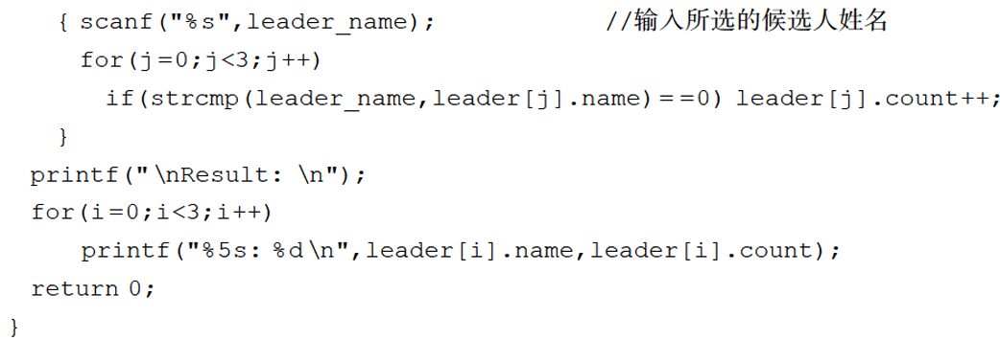 { scanf("%s",leader_name); //输入所选的候选人姓名
for(j=0;j<3;j++)
if(strcmp(leader_name,leader[j].name)==0) leader[j].count++;
}
printf("\nResult: \n");
for(i=0;i<3;i++)
printf("%5s: %d\n",leader[i].name,leader[i].count);
return 0;
}